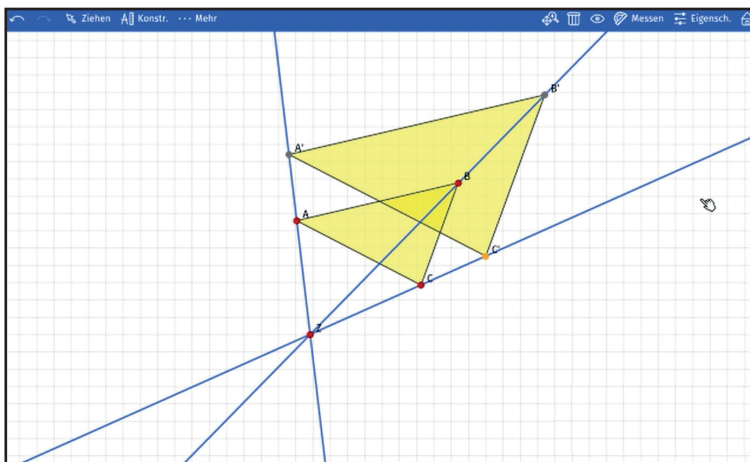 Ziehen Konstr. ··· Mehr Messen Eigensch.
B'
A'
B
A
C'
C
Z